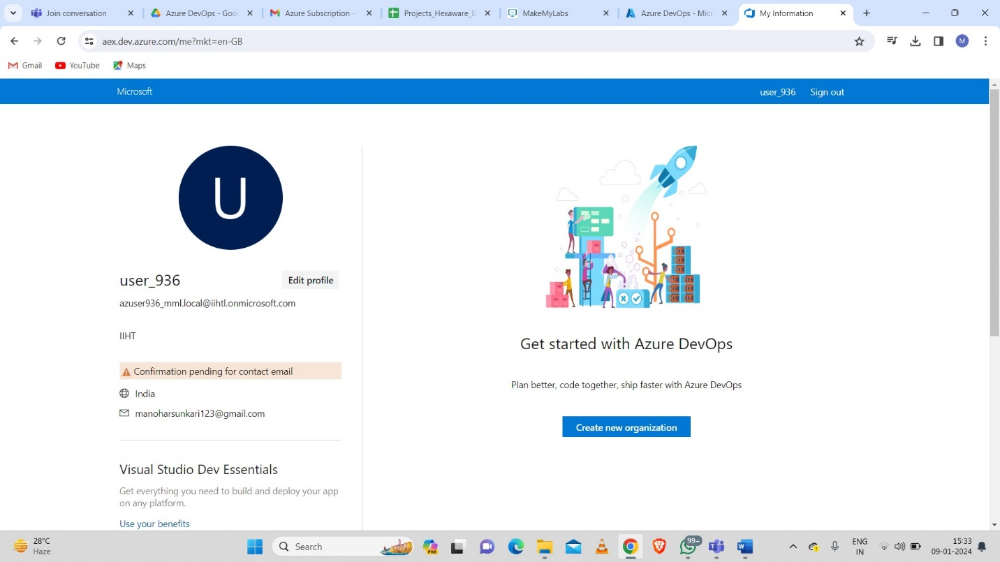 Join conversation
Azure DevOps - Goo
Azure Subscription -
Projects_Hexaware_B
MakeMyLabs
Azure DevOps - Micr
My Information
aex.dev.azure.com/me?mkt=en-GB
M
Gmail
YouTube
Maps
Microsoft
user_936
Sign out
U
user_936
Edit profile
azuser936_mml.local@iihtl.onmicrosoft.com
IIHT
Confirmation pending for contact email
India
manoharsunkari123@gmail.com
Visual Studio Dev Essentials
Get everything you need to build and deploy your app
on any platform.
Use your benefits
Get started with Azure DevOps
Plan better, code together, ship faster with Azure DevOps
Create new organization
28°C
Haze
Search
PRE
99+
ENG
IN
15:33
09-01-2024